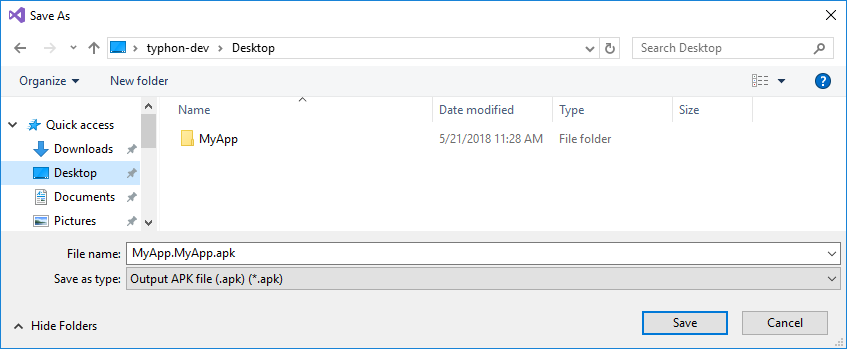 Save As
typhon-dev Desktop
Search Desktop
Organize New folder
?
Quick access
Downloads
Desktop
Documents
Pictures
Name Date modified Type Size
MyApp 5/21/2018 11:28 AM File folder
File name: MyApp.MyApp.apk
Save as type: Output APK file (.apk) (*.apk)
Hide Folders
Save Cancel